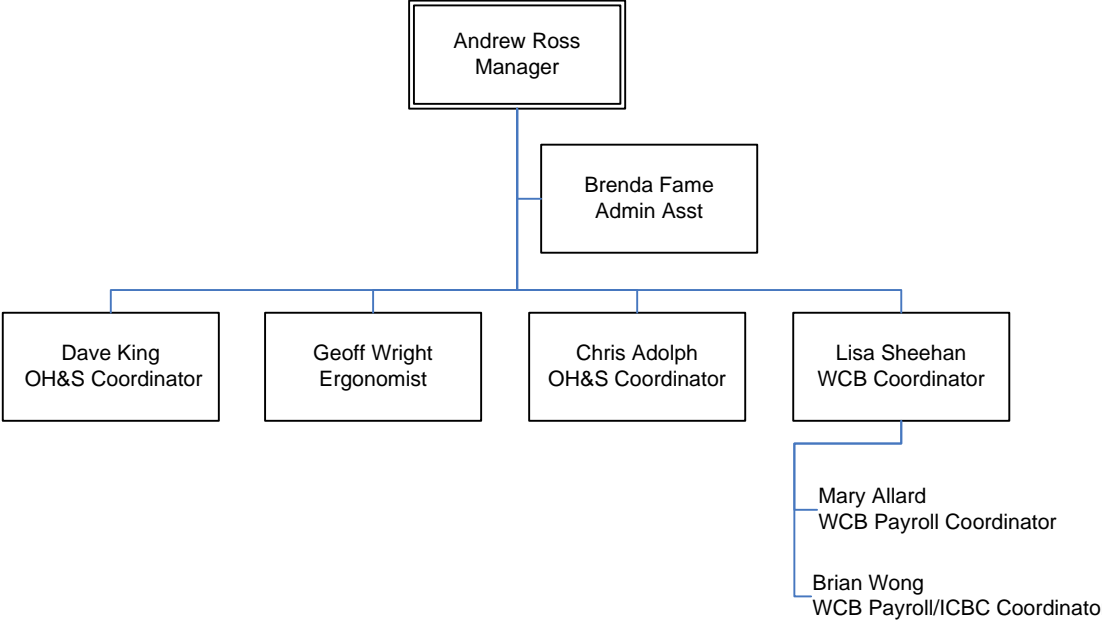 Andrew Ross
Manager
Brenda Fame
Admin Asst
Dave King
OH&S Coordinator
Geoff Wright
Ergonomist
Chris Adolph
OH&S Coordinator
Lisa Sheehan
WCB Coordinator
Mary Allard
WCB Payroll Coordinator
Brian Wong
WCB Payroll/ICBC Coordinato